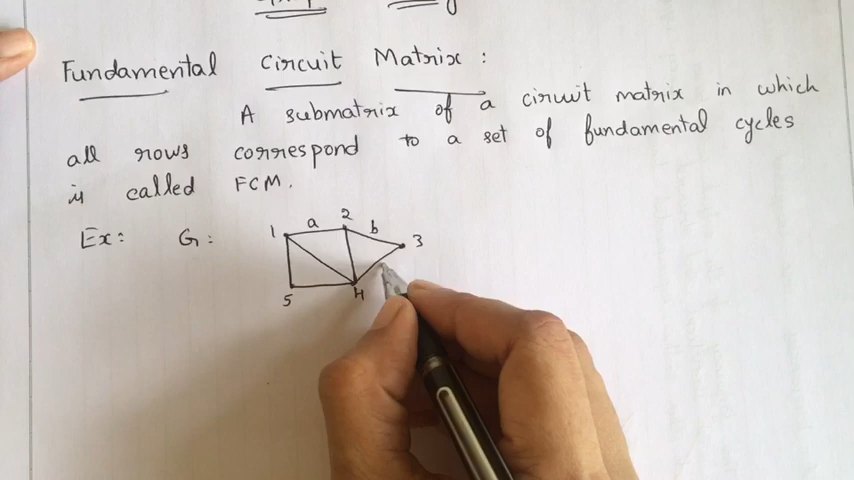 Fundamental Circuit Matrix :
A submatrix of a circuit matrix in which
all rows correspond to a set of fundamental cycles
is called FCM.
Ex: G:
1 a 2 b 3
5 4